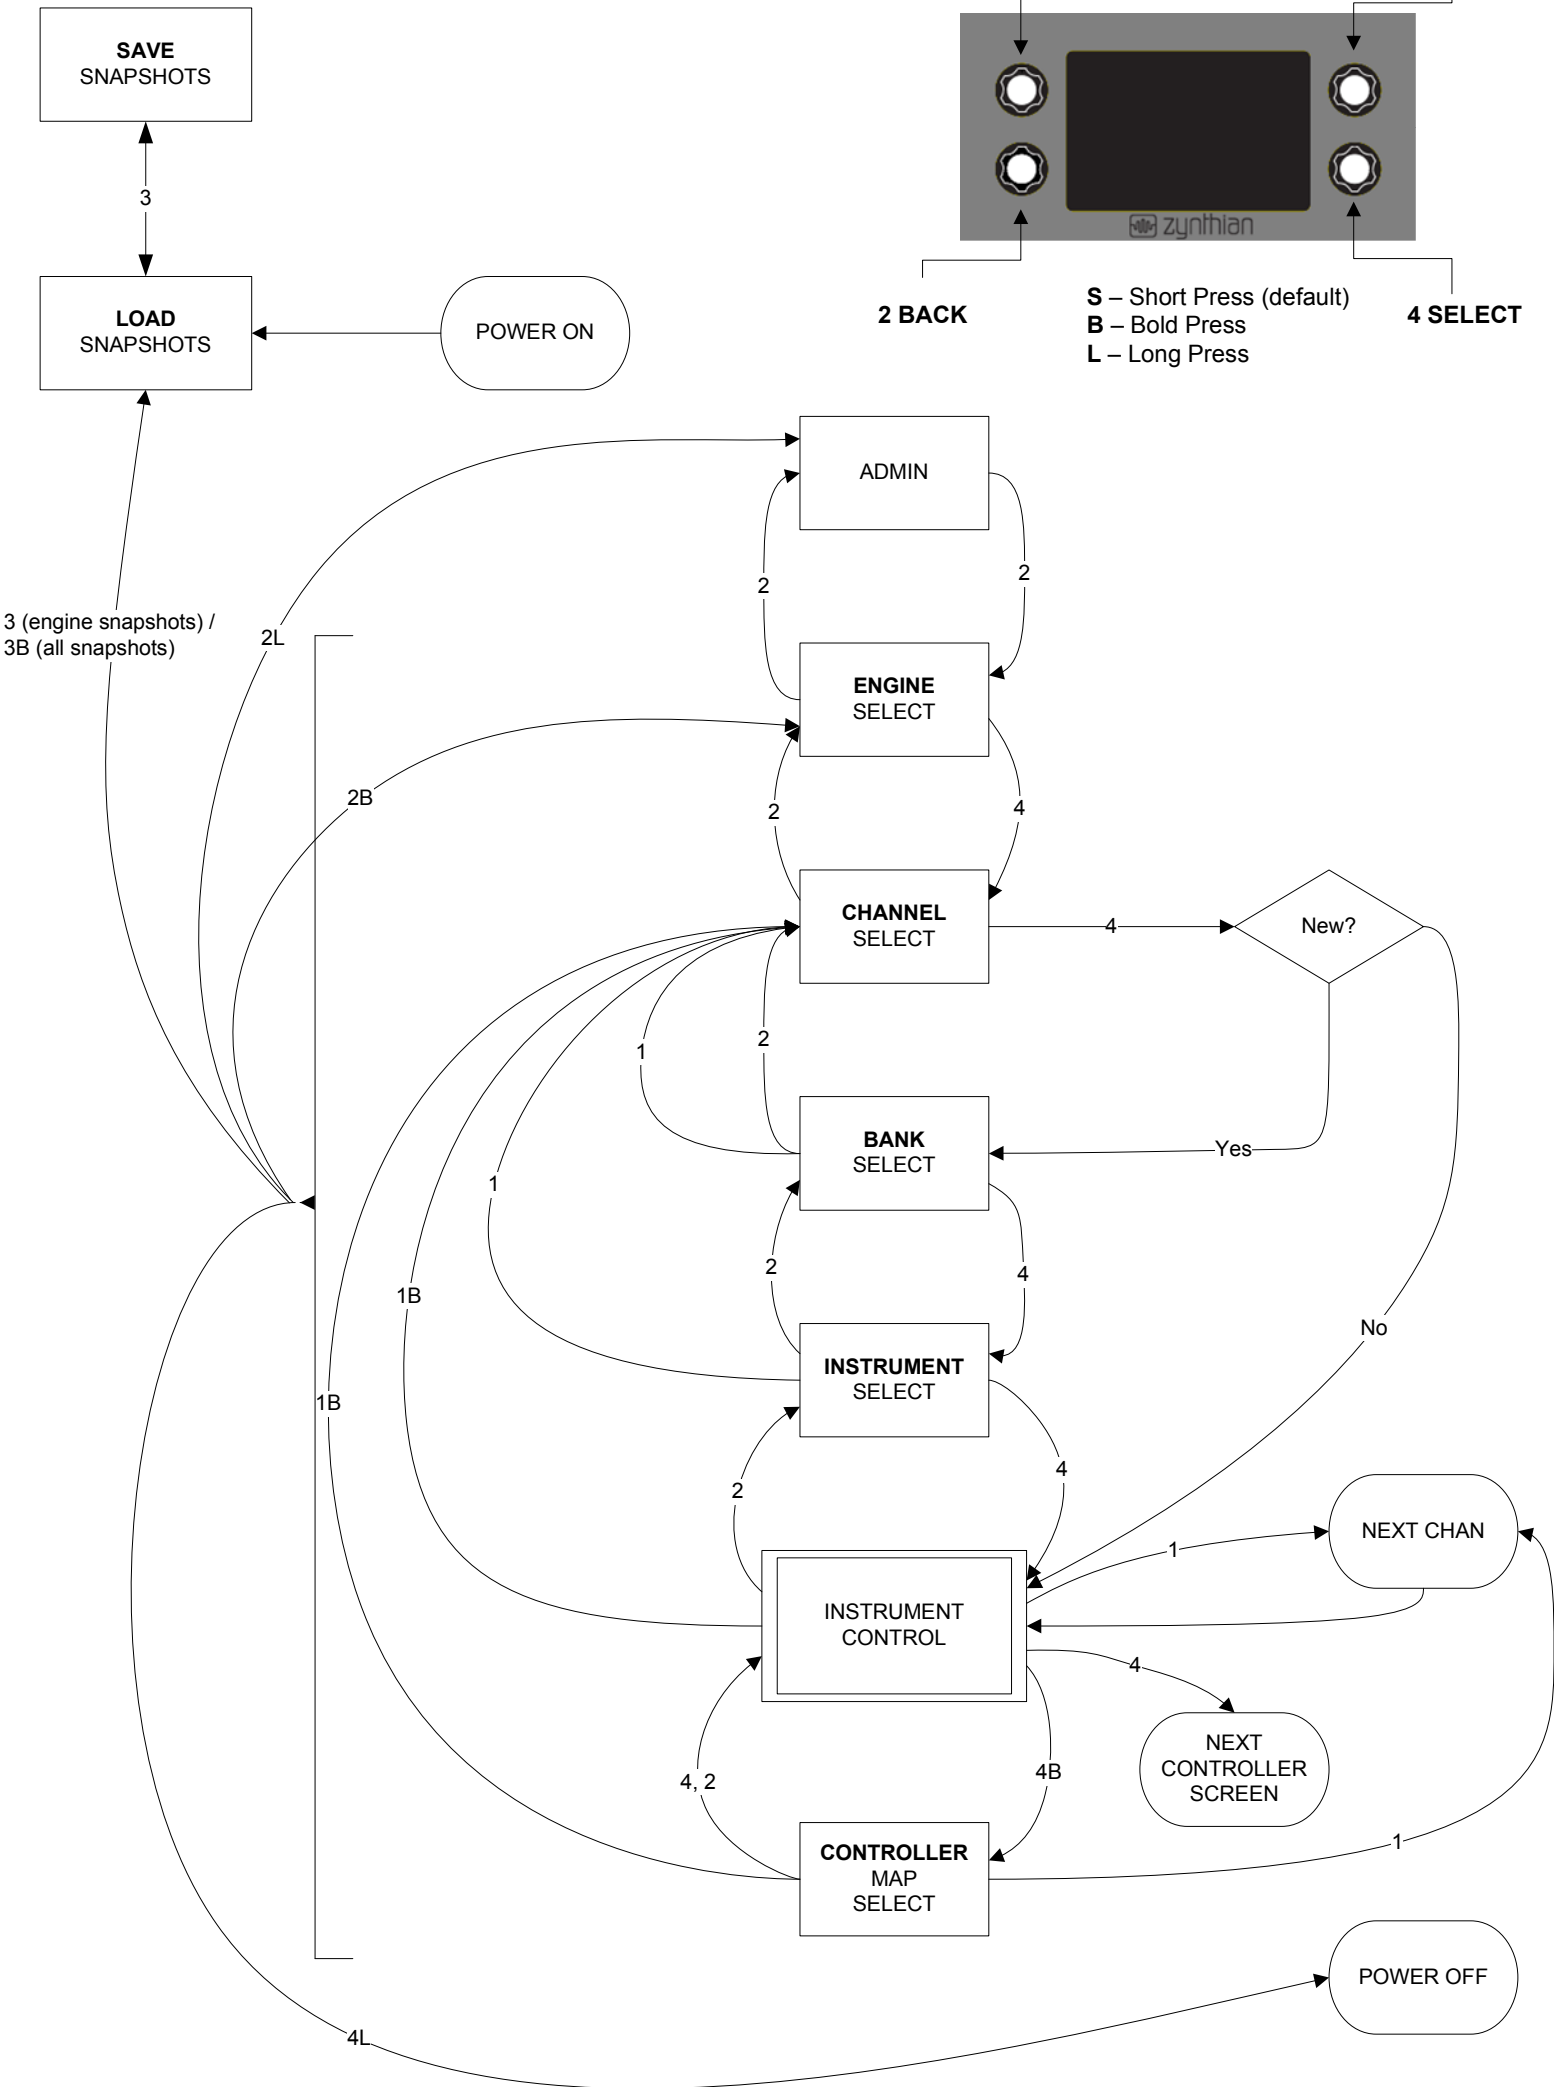 SAVE
SNAPSHOTS
3
LOAD
SNAPSHOTS
POWER ON
zynthian
2 BACK
S – Short Press (default)
B – Bold Press
L – Long Press
4 SELECT
ADMIN
2
2
3 (engine snapshots) /
3B (all snapshots)
2L
ENGINE
SELECT
2B
2
4
CHANNEL
SELECT
4
New?
1
2
BANK
SELECT
Yes
1
2
4
1B
No
INSTRUMENT
SELECT
1B
2
4
NEXT CHAN
1
INSTRUMENT
CONTROL
4
NEXT
CONTROLLER
SCREEN
4, 2
4B
CONTROLLER
MAP
SELECT
1
POWER OFF
4L